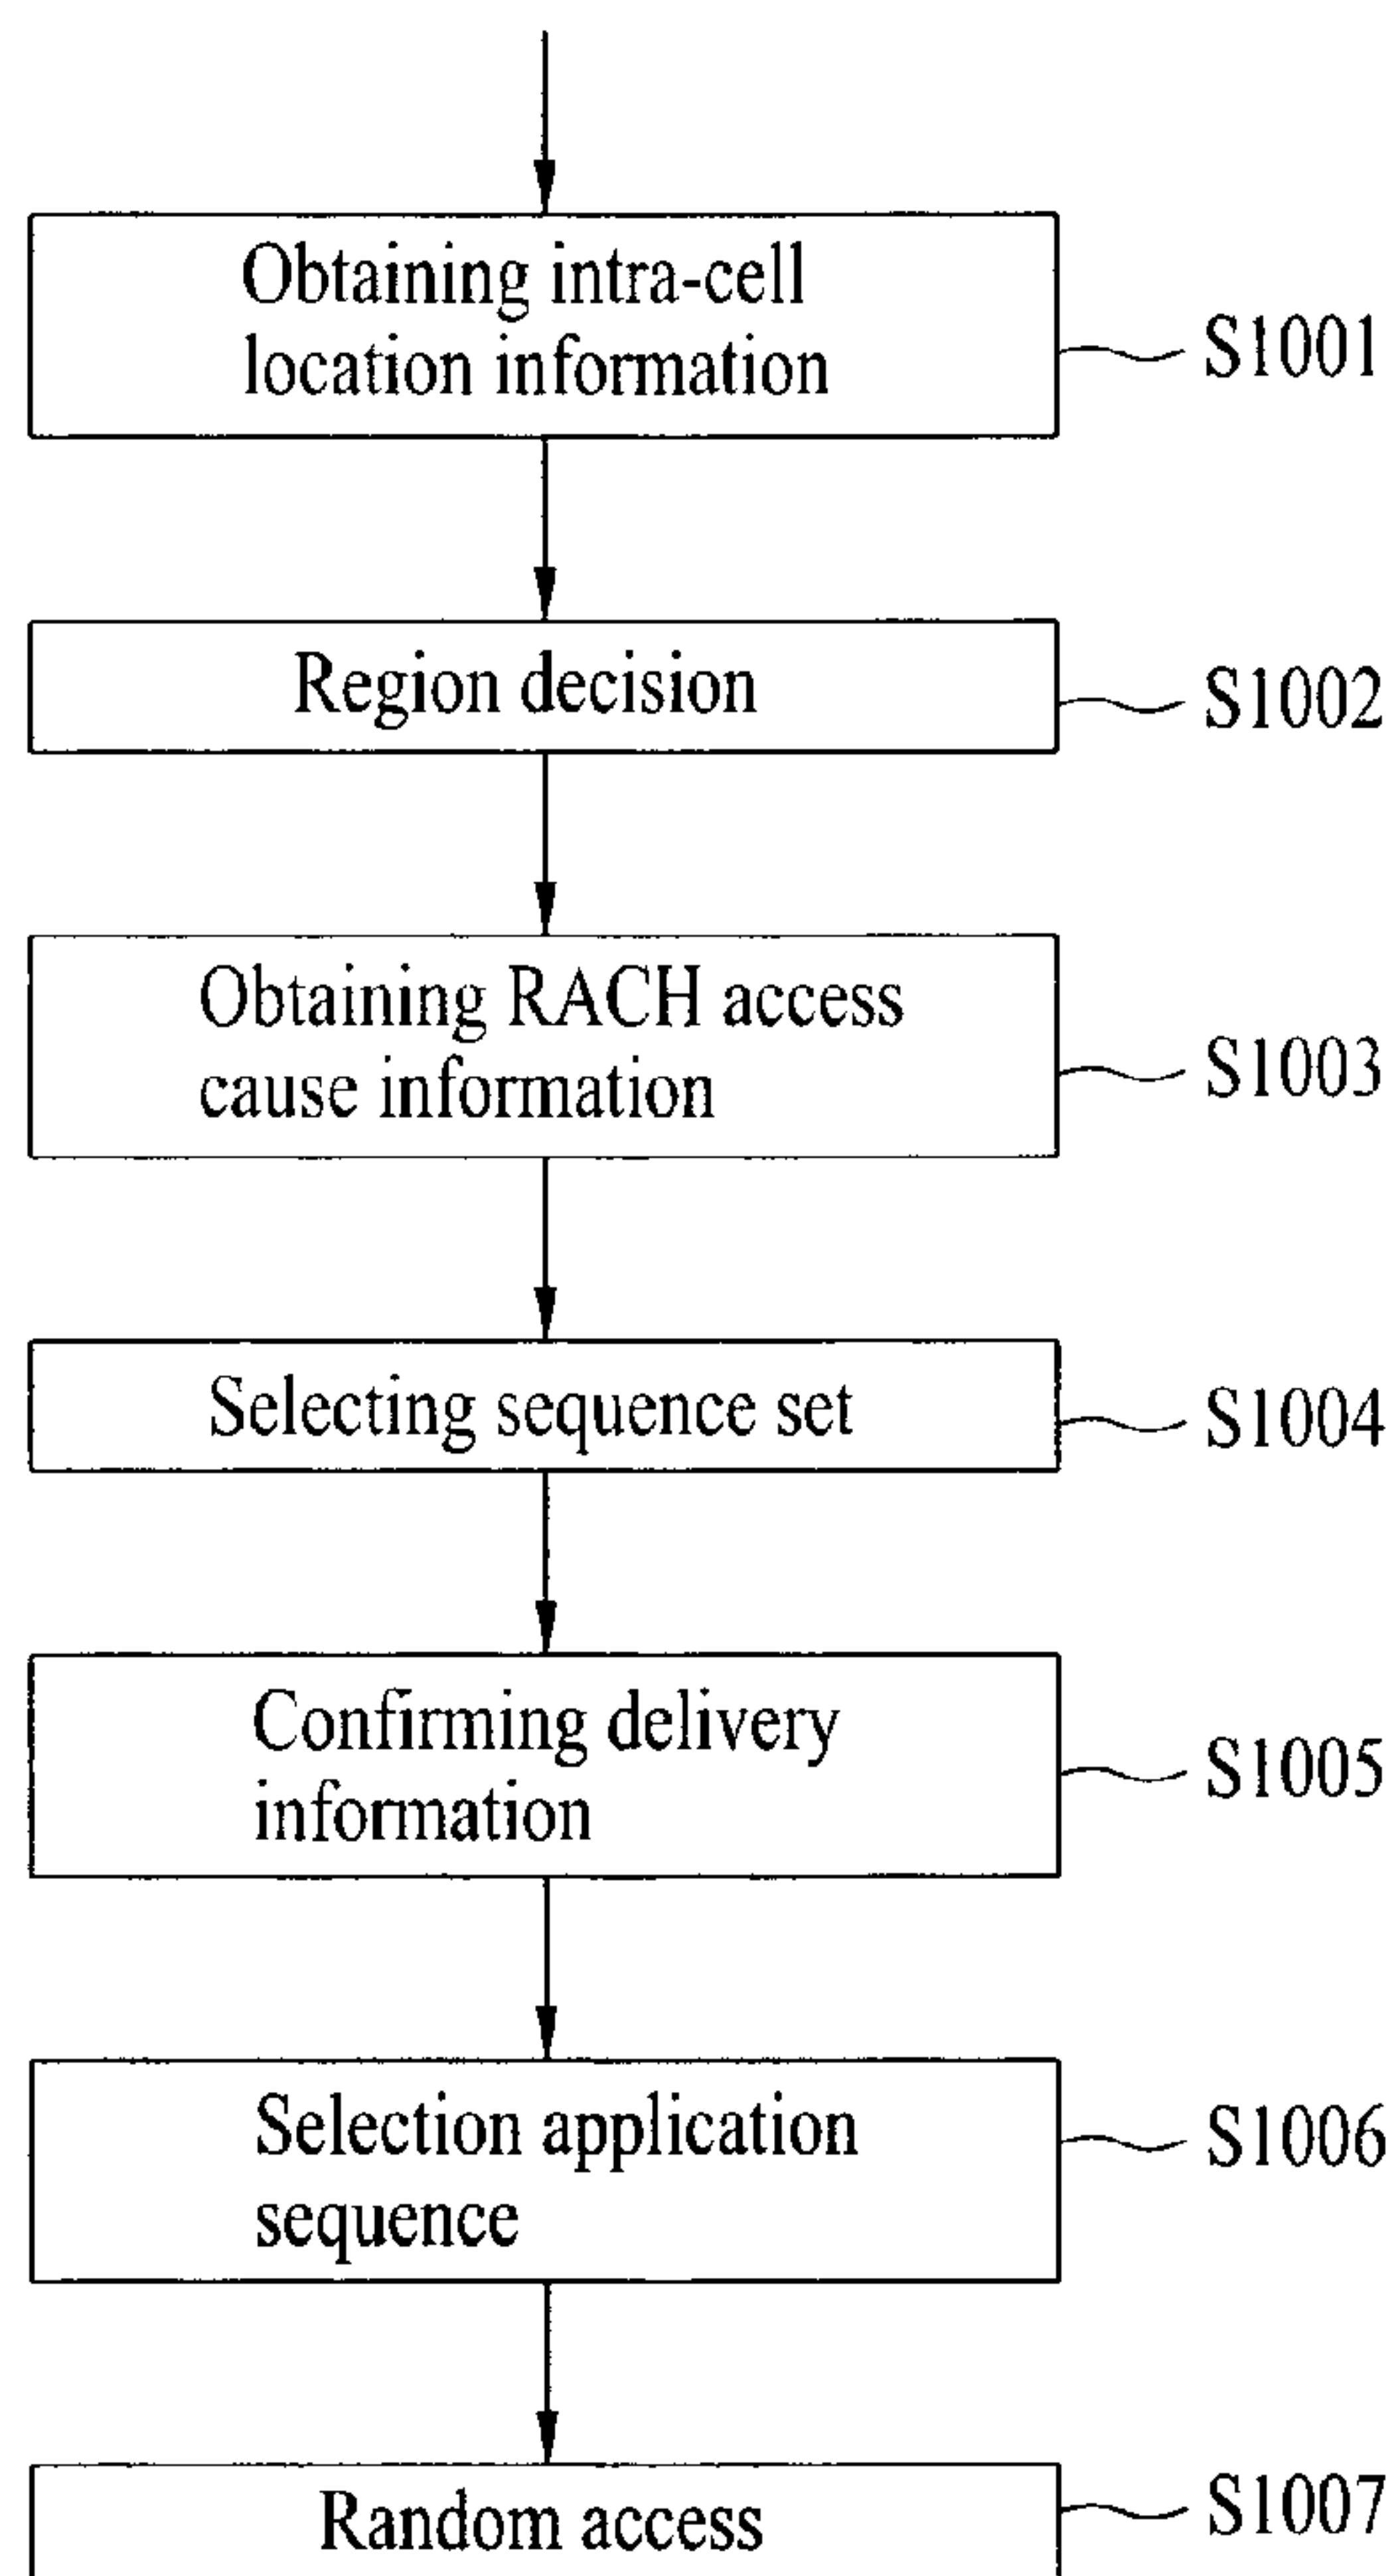 Obtaining intra-cell
location information
S1001
Region decision
S1002
Obtaining RACH access
cause information
S1003
Selecting sequence set
S1004
Confirming delivery
information
S1005
Selection application
sequence
S1006
Random access
S1007